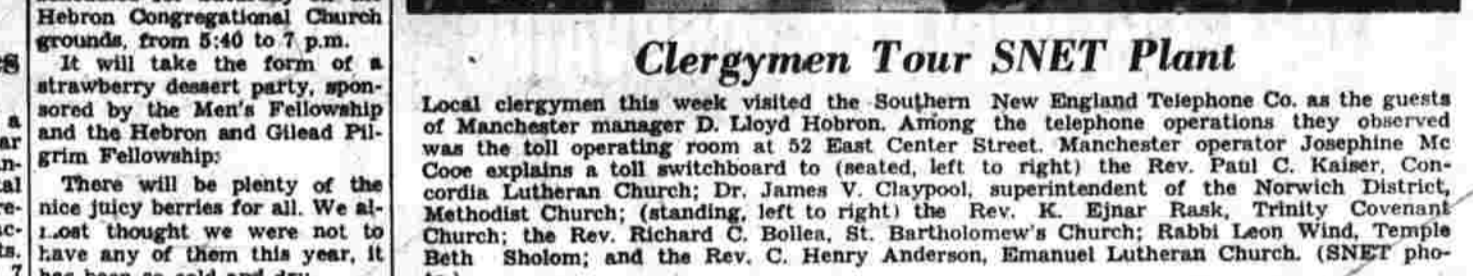 Hebron Congregational Church
grounds, from 5:40 to 7 p.m.
It will take the form of a
strawberry dessert party, spon-
sored by the Men's Fellowship
and the Hebron and Gilead Pil-
grim Fellowship:
There will be plenty of the
nice juicy berries for all. We al-
most thought we were not to
have any of them this year, it
Clergymen Tour SNET Plant
Local clergymen this week visited the Southern New England Telephone Co. as the guests
of Manchester manager D. Lloyd Hobron. Among the telephone operations they observed
was the toll operating room at 52 East Center Street. Manchester operator Josephine Mc
Cooe explains a toll switchboard to (seated, left to right) the Rev. Paul C. Kaiser, Con-
cordia Lutheran Church; Dr. James V. Claypool, superintendent of the Norwich District,
Methodist Church; (standing, left to right) the Rev. K. Ejnar Rask, Trinity Covenant
Church; the Rev. Richard C. Bollea, St. Bartholomew's Church; Rabbi Leon Wind, Temple
Beth Sholom; and the Rev. C. Henry Anderson, Emanuel Lutheran Church. (SNET pho-